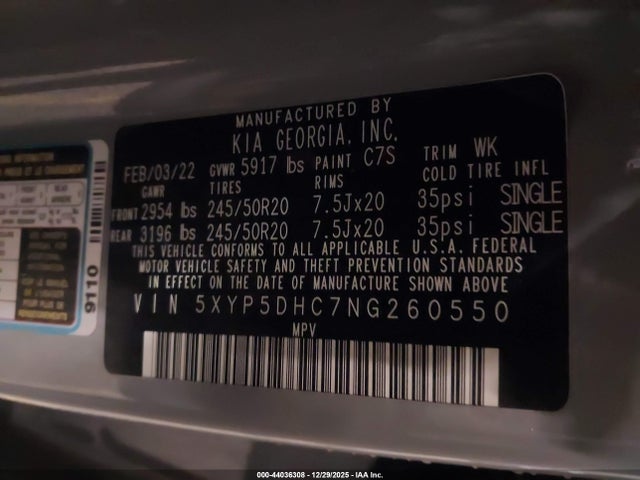 MANUFACTURED BY
KIA GEORGIA, INC.
FEB/03/22 GVWR 5917 lbs PAINT C7S TRIM WK
GAWR TIRES RIMS COLD TIRE INFL
FRONT 2954 lbs 245/50R20 7.5Jx20 35psi SINGLE
REAR 3196 lbs 245/50R20 7.5Jx20 35psi SINGLE
THIS VEHICLE CONFORMS TO ALL APPLICABLE U.S.A. FEDERAL
MOTOR VEHICLE SAFETY AND THEFT PREVENTION STANDARDS
IN EFFECT ON THE DATE OF MANUFACTURE SHOWN ABOVE
VIN 5XYP5DHC7NG260550
MPV
9110
000-44036308 - 12/29/2025 - IAA Inc.